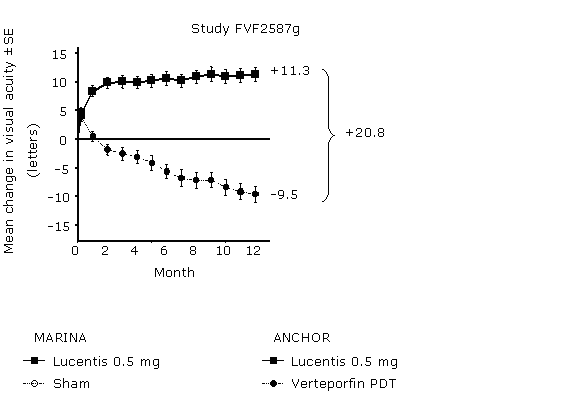 Study FVF2587g
Mean change in visual acuity ± SE
(letters)
15
10
5
0
−5
−10
−15
+11.3
+20.8
−9.5
0 2 4 6 8 10 12
Month
MARINA ANCHOR
Lucentis 0.5 mg Lucentis 0.5 mg
Sham Verteporfin PDT